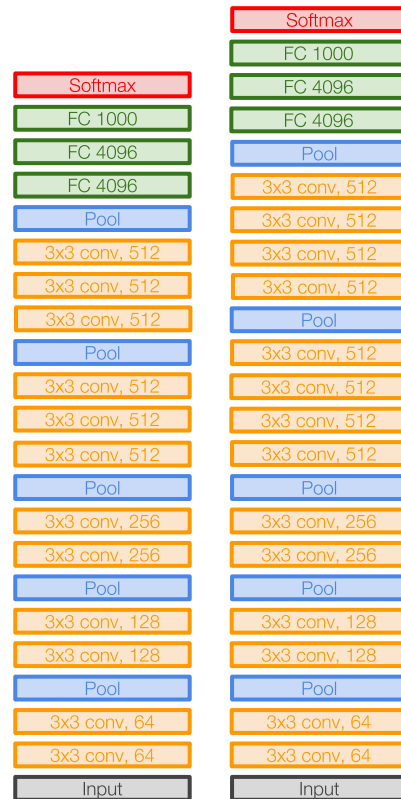 Softmax
FC 1000
FC 4096
FC 4096
Pool
3x3 conv, 512
3x3 conv, 512
3x3 conv, 512
Pool
3x3 conv, 512
3x3 conv, 512
3x3 conv, 512
Pool
3x3 conv, 256
3x3 conv, 256
Pool
3x3 conv, 128
3x3 conv, 128
Pool
3x3 conv, 64
3x3 conv, 64
Input
Softmax
FC 1000
FC 4096
FC 4096
Pool
3x3 conv, 512
3x3 conv, 512
3x3 conv, 512
3x3 conv, 512
Pool
3x3 conv, 512
3x3 conv, 512
3x3 conv, 512
3x3 conv, 512
Pool
3x3 conv, 256
3x3 conv, 256
Pool
3x3 conv, 128
3x3 conv, 128
Pool
3x3 conv, 64
3x3 conv, 64
Input